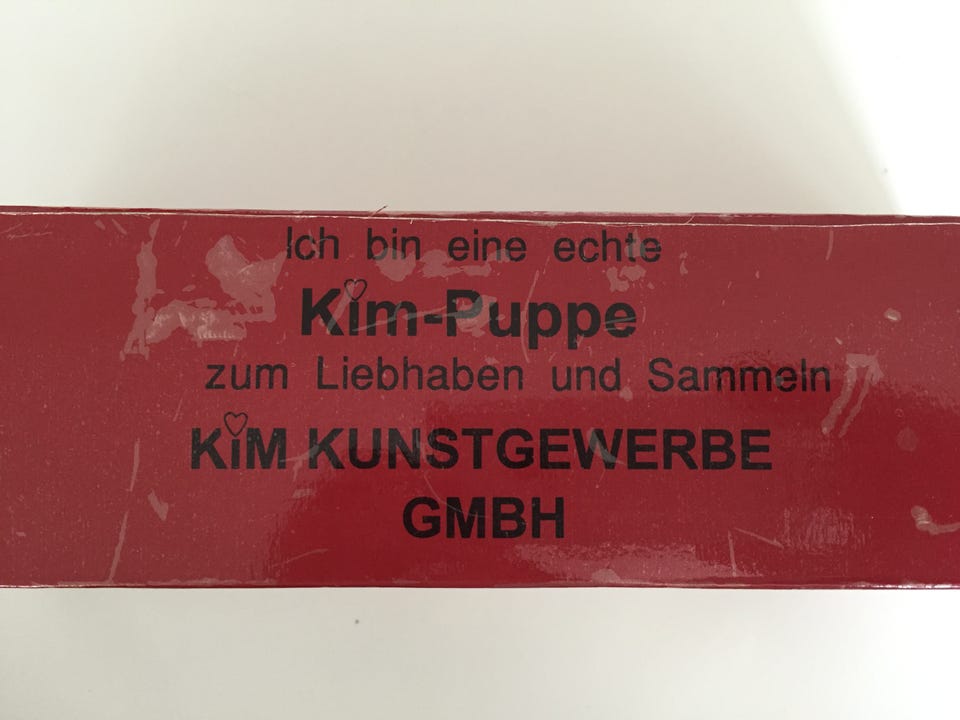 Ich bin eine echte
Kim-Puppe
zum Liebhaben und Sammeln
KiM KUNSTGEWERBE
GMBH